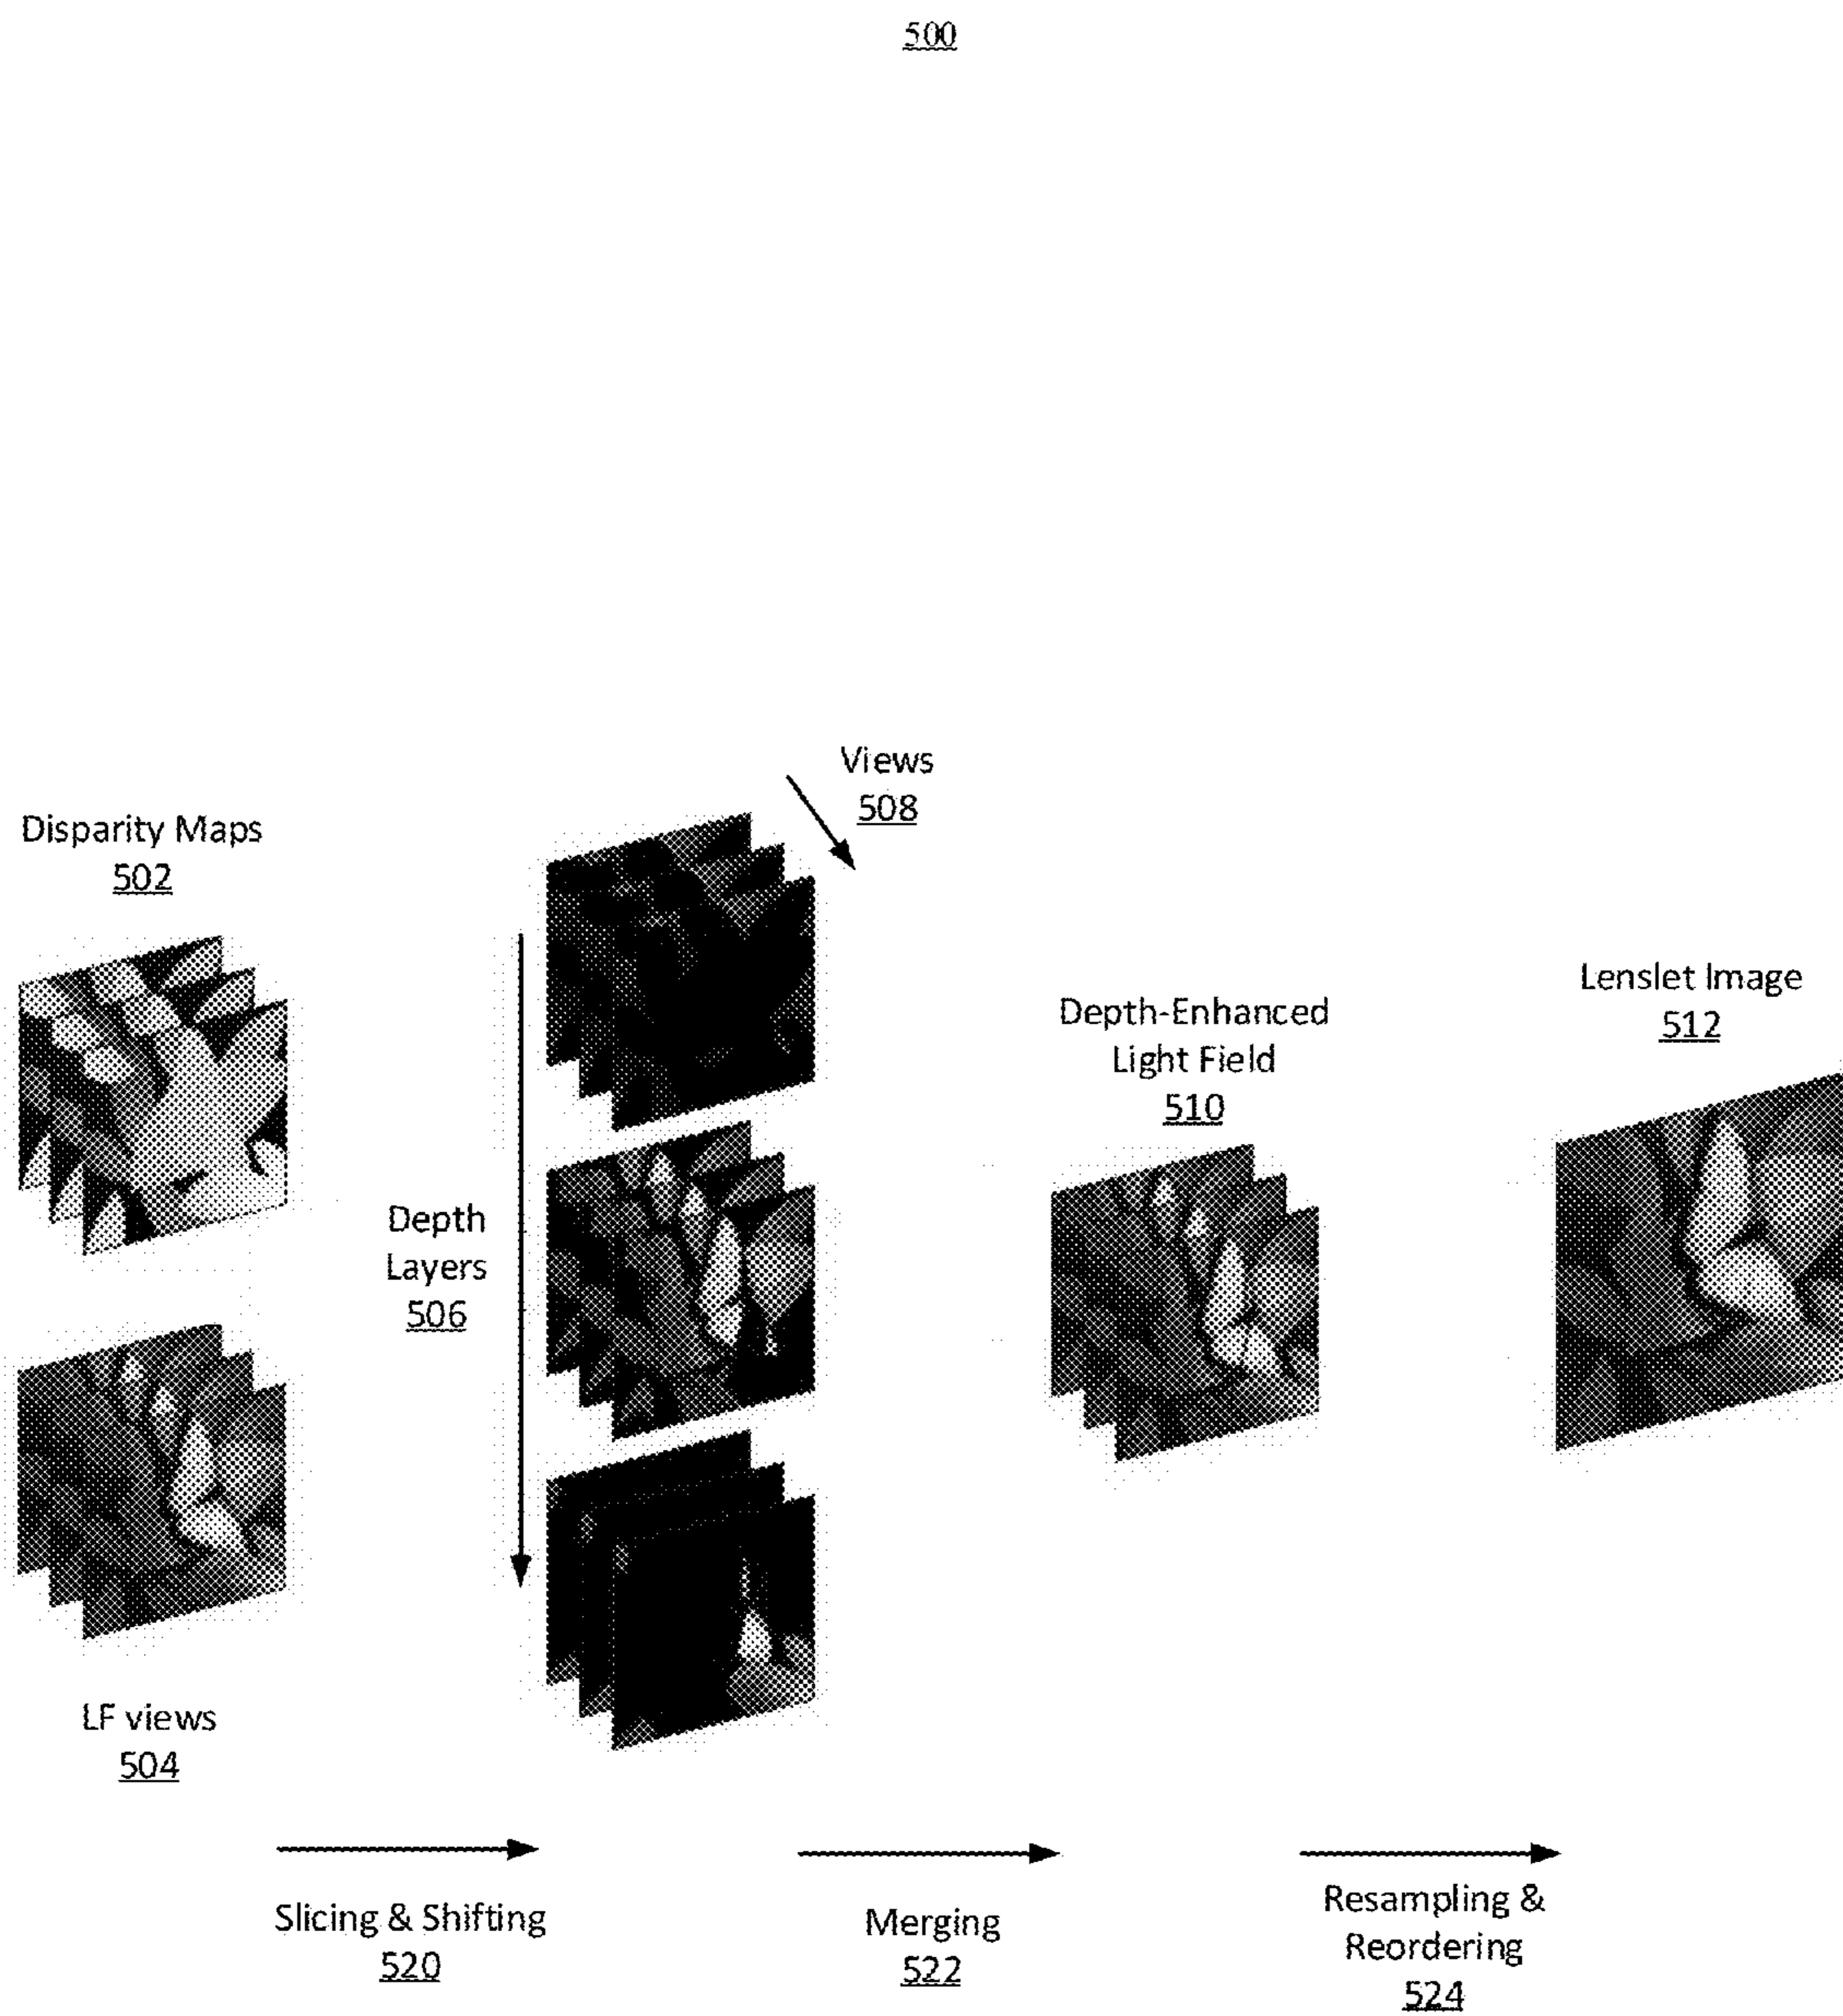 500
Views
508
Disparity Maps
502
Lenslet Image
512
Depth-Enhanced
Light Field
510
Depth
Layers
506
LF views
504
Slicing & Shifting
520
Merging
522
Resampling &
Reordering
524